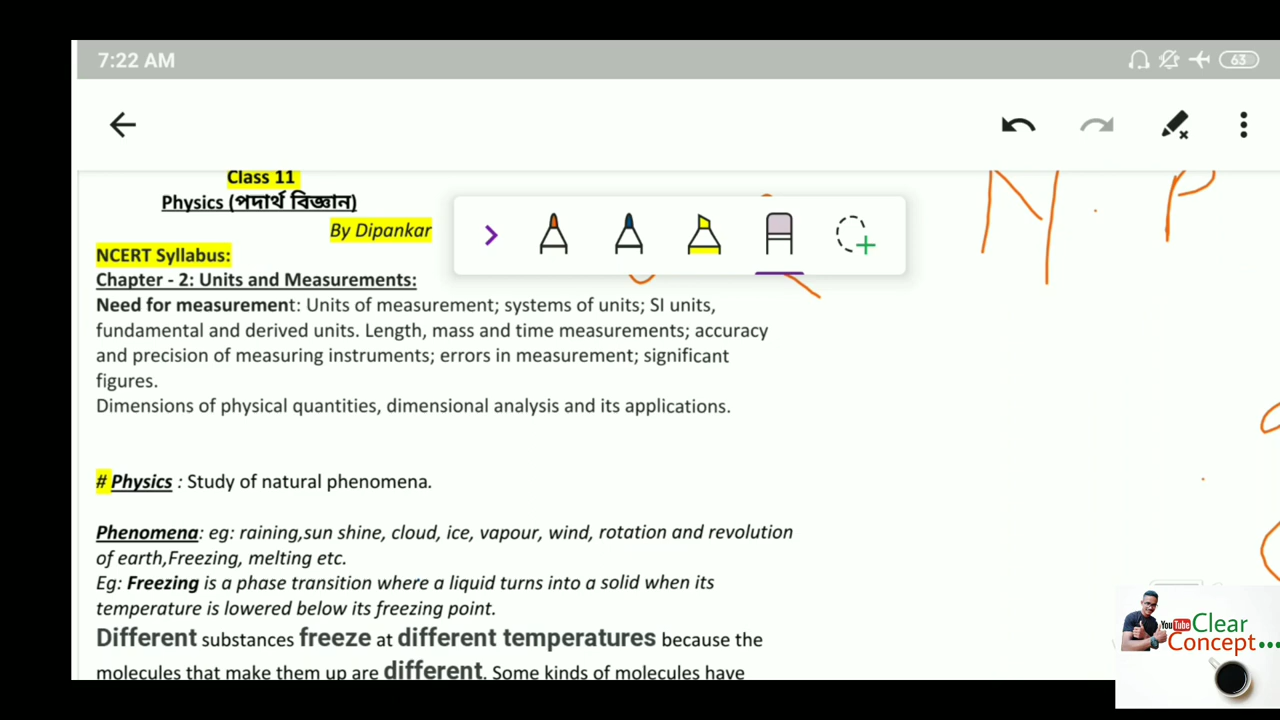 7:22 AM
63
Class 11
Physics (পদার্থ বিজ্ঞান)
By Dipankar
N . P
NCERT Syllabus:
Chapter - 2: Units and Measurements:
Need for measurement: Units of measurement; systems of units; SI units,
fundamental and derived units. Length, mass and time measurements; accuracy
and precision of measuring instruments; errors in measurement; significant
figures.
Dimensions of physical quantities, dimensional analysis and its applications.
# Physics : Study of natural phenomena.
Phenomena: eg: raining,sun shine, cloud, ice, vapour, wind, rotation and revolution
of earth,Freezing, melting etc.
Eg: Freezing is a phase transition where a liquid turns into a solid when its
temperature is lowered below its freezing point.
Different substances freeze at different temperatures because the
molecules that make them up are different. Some kinds of molecules have
YouTube Clear
Concept...